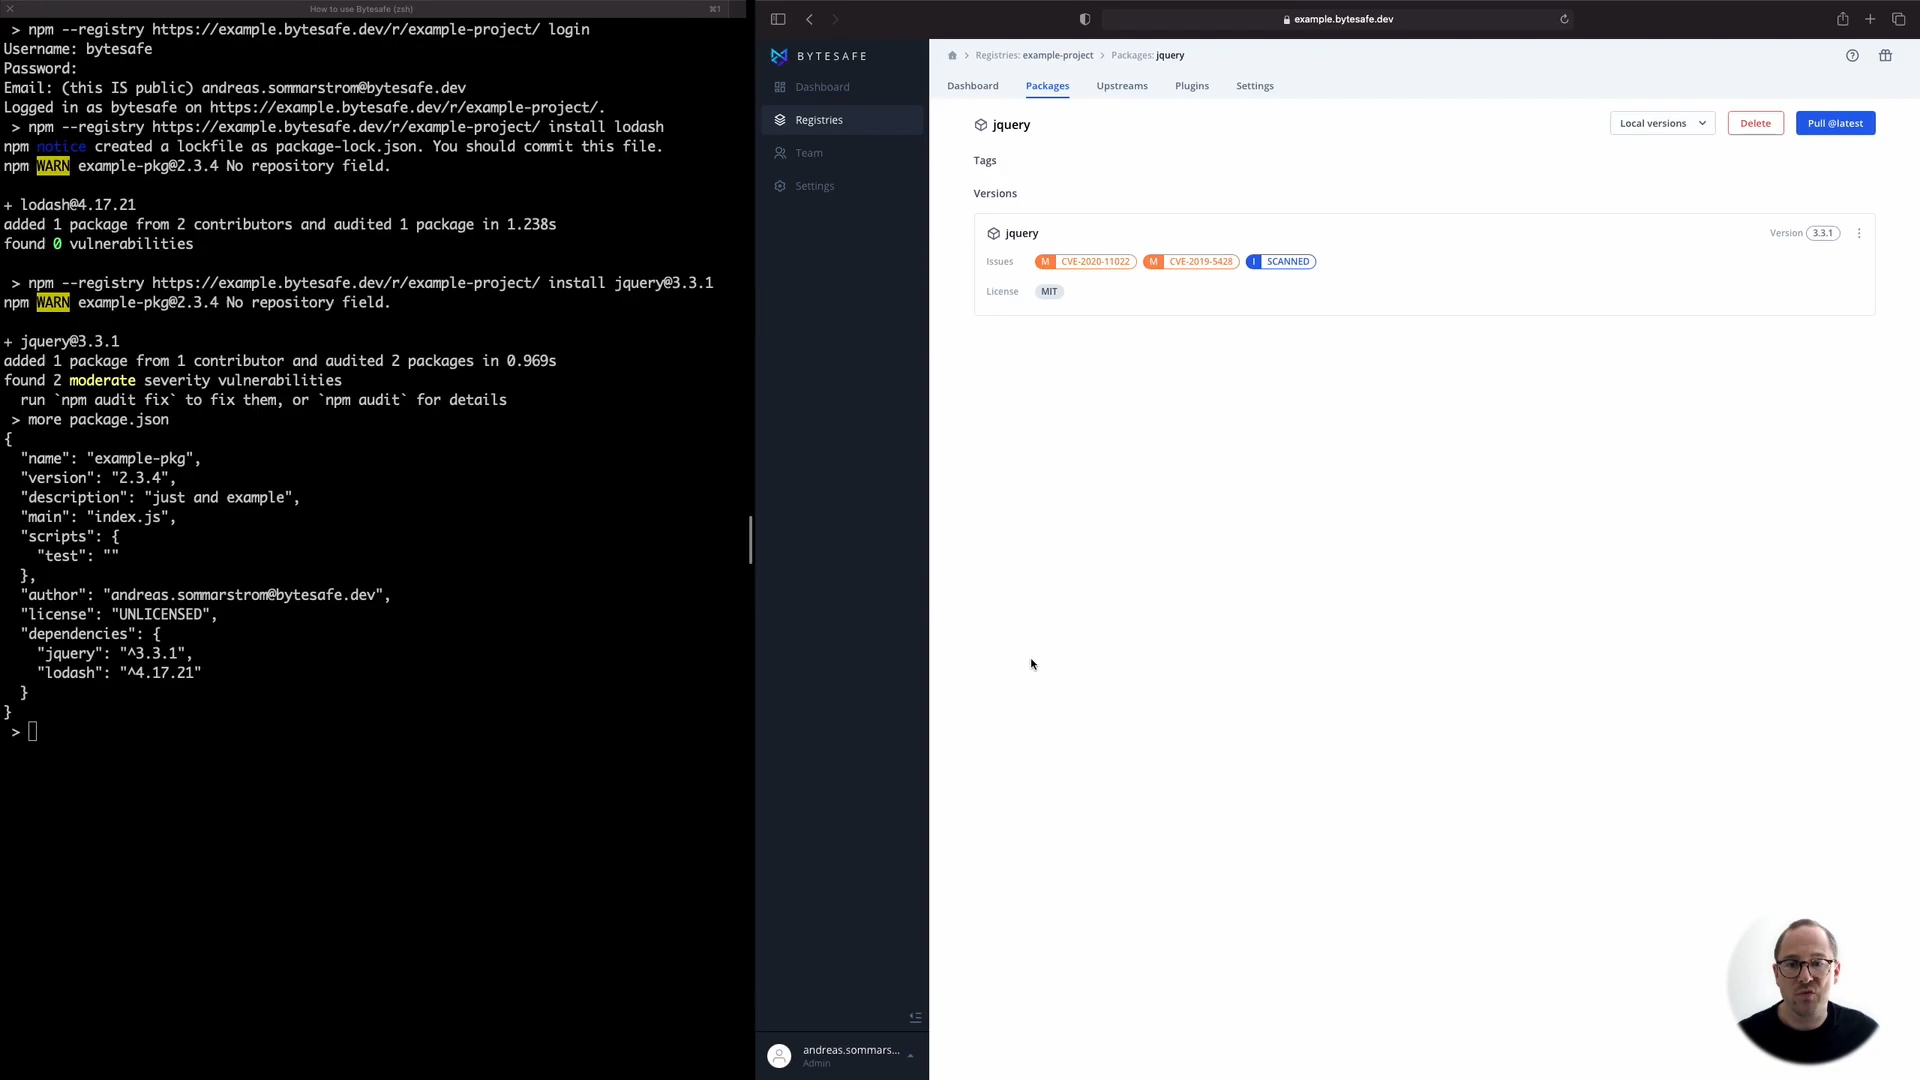 How to use Bytesafe (zsh)
⌘1
> npm --registry https://example.bytesafe.dev/r/example-project/ login
Username: bytesafe
Password:
Email: (this IS public) andreas.sommarstrom@bytesafe.dev
Logged in as bytesafe on https://example.bytesafe.dev/r/example-project/.
> npm --registry https://example.bytesafe.dev/r/example-project/ install lodash
npm notice created a lockfile as package-lock.json. You should commit this file.
npm WARN example-pkg@2.3.4 No repository field.
+ lodash@4.17.21
added 1 package from 2 contributors and audited 1 package in 1.238s
found 0 vulnerabilities
> npm --registry https://example.bytesafe.dev/r/example-project/ install jquery@3.3.1
npm WARN example-pkg@2.3.4 No repository field.
+ jquery@3.3.1
added 1 package from 1 contributor and audited 2 packages in 0.969s
found 2 moderate severity vulnerabilities
run `npm audit fix` to fix them, or `npm audit` for details
> more package.json
{
"name": "example-pkg",
"version": "2.3.4",
"description": "just and example",
"main": "index.js",
"scripts": {
"test": ""
},
"author": "andreas.sommarstrom@bytesafe.dev",
"license": "UNLICENSED",
"dependencies": {
"jquery": "^3.3.1",
"lodash": "^4.17.21"
}
}
>
example.bytesafe.dev
BYTESAFE
Dashboard
Registries
Team
Settings
andreas.sommars...
Admin
> Registries: example-project > Packages: jquery
Dashboard Packages Upstreams Plugins Settings
jquery
Local versions
Delete
Pull @latest
Tags
Versions
jquery
Version 3.3.1
Issues M CVE-2020-11022 M CVE-2019-5428 I SCANNED
License MIT